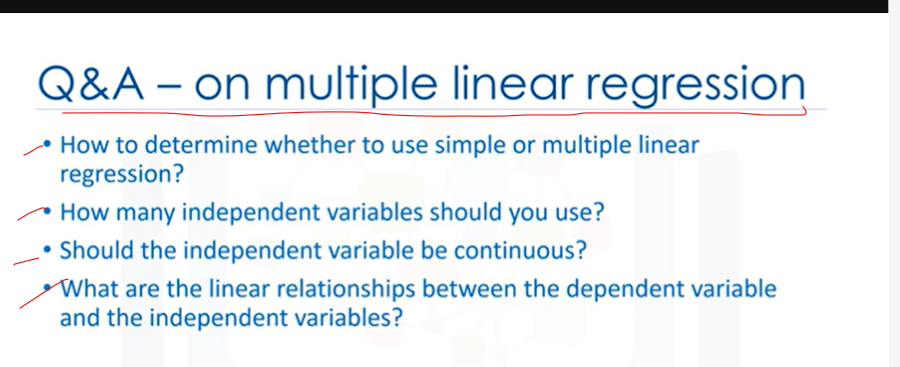 Q&A – on multiple linear regression
• How to determine whether to use simple or multiple linear
regression?
• How many independent variables should you use?
• Should the independent variable be continuous?
• What are the linear relationships between the dependent variable
and the independent variables?